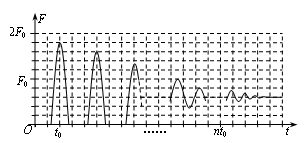 F
2F₀
F₀
O t₀ ...... nt₀ t